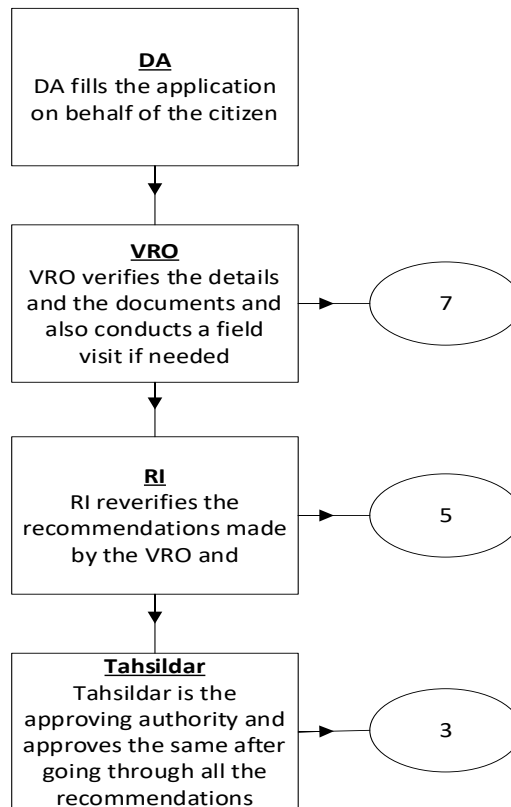 DA
DA fills the application
on behalf of the citizen
VRO
VRO verifies the details
and the documents and
also conducts a field
visit if needed
7
RI
RI reverifies the
recommendations made
by the VRO and
5
Tahsildar
Tahsildar is the
approving authority and
approves the same after
going through all the
recommendations
3